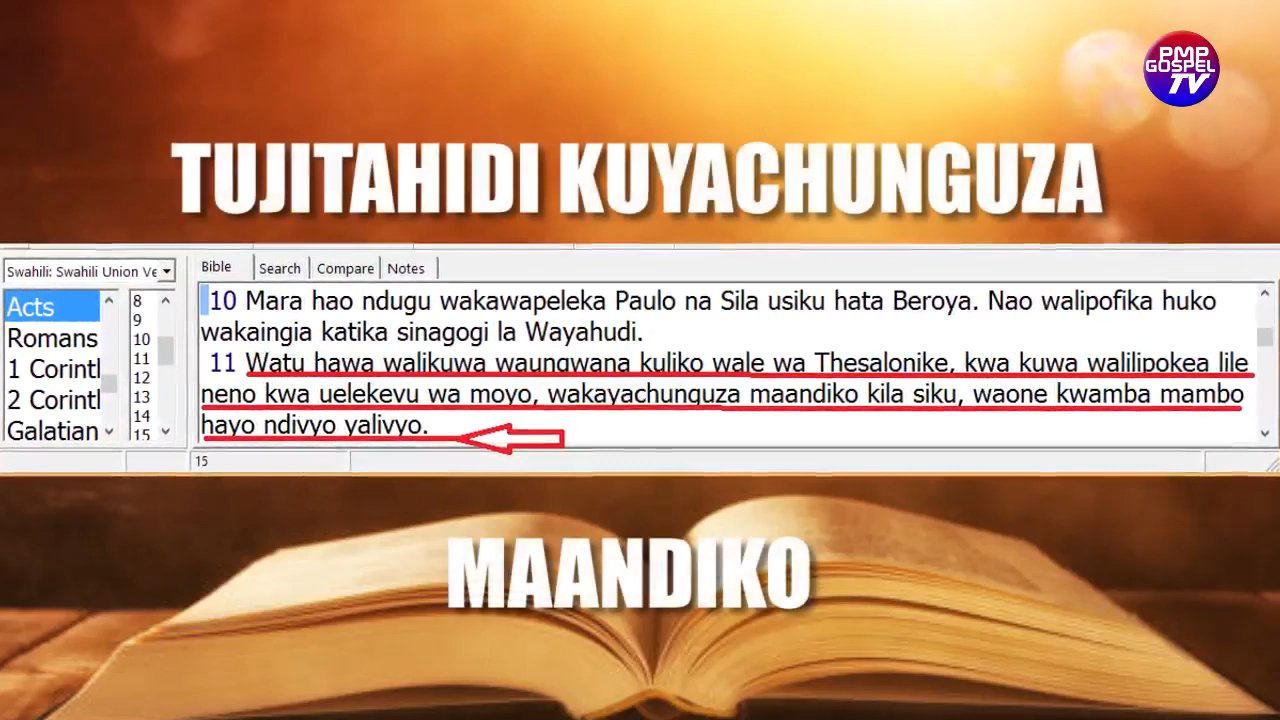 PMP
GOSPEL
TV
TUJITAHIDI KUYACHUNGUZA
Swahili: Swahili Union Ve
Bible
Search
Compare
Notes
Acts
Romans
1 Corintl
2 Corintl
Galatian
8
9
10
11
12
13
14
15
10 Mara hao ndugu wakawapeleka Paulo na Sila usiku hata Beroya. Nao walipofika huko
wakaingia katika sinagogi la Wayahudi.
11 Watu hawa walikuwa waungwana kuliko wale wa Thesalonike, kwa kuwa walilipokea lile
neno kwa uelekevu wa moyo, wakayachunguza maandiko kila siku, waone kwamba mambo
hayo ndivyo yalivyo.
15
MAANDIKO